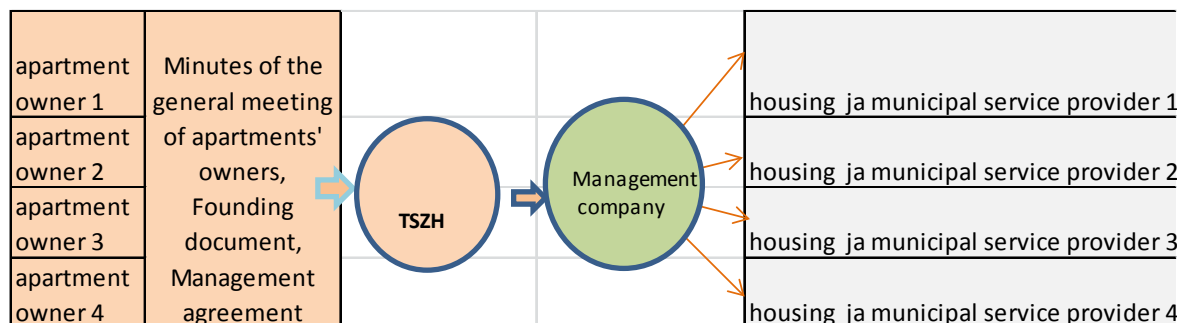 apartment
owner 1
apartment
owner 2
apartment
owner 3
apartment
owner 4
Minutes of the
general meeting
of apartments'
owners,
Founding
document,
Management
agreement
TSZH
Management
company
housing ja municipal service provider 1
housing ja municipal service provider 2
housing ja municipal service provider 3
housing ja municipal service provider 4